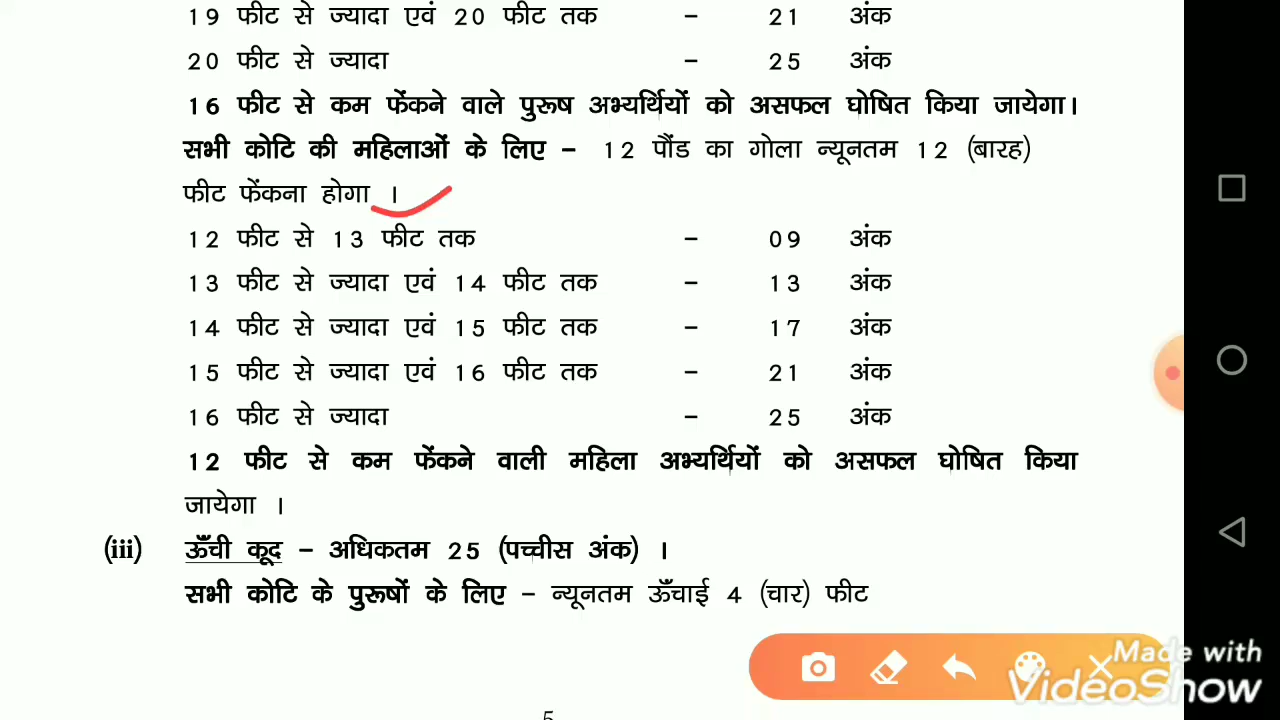 19 फीट से ज्यादा एवं 20 फीट तक – 21 अंक
20 फीट से ज्यादा – 25 अंक
16 फीट से कम फेंकने वाले पुरूष अभ्यर्थियों को असफल घोषित किया जायेगा।
सभी कोटि की महिलाओं के लिए – 12 पौंड का गोला न्यूनतम 12 (बारह)
फीट फेंकना होगा ।
12 फीट से 13 फीट तक – 09 अंक
13 फीट से ज्यादा एवं 14 फीट तक – 13 अंक
14 फीट से ज्यादा एवं 15 फीट तक – 17 अंक
15 फीट से ज्यादा एवं 16 फीट तक – 21 अंक
16 फीट से ज्यादा – 25 अंक
12 फीट से कम फेंकने वाली महिला अभ्यर्थियों को असफल घोषित किया
जायेगा ।
(iii) ऊँची कूद – अधिकतम 25 (पच्चीस अंक) ।
सभी कोटि के पुरूषों के लिए – न्यूनतम ऊँचाई 4 (चार) फीट
Made with
VideoShow
5